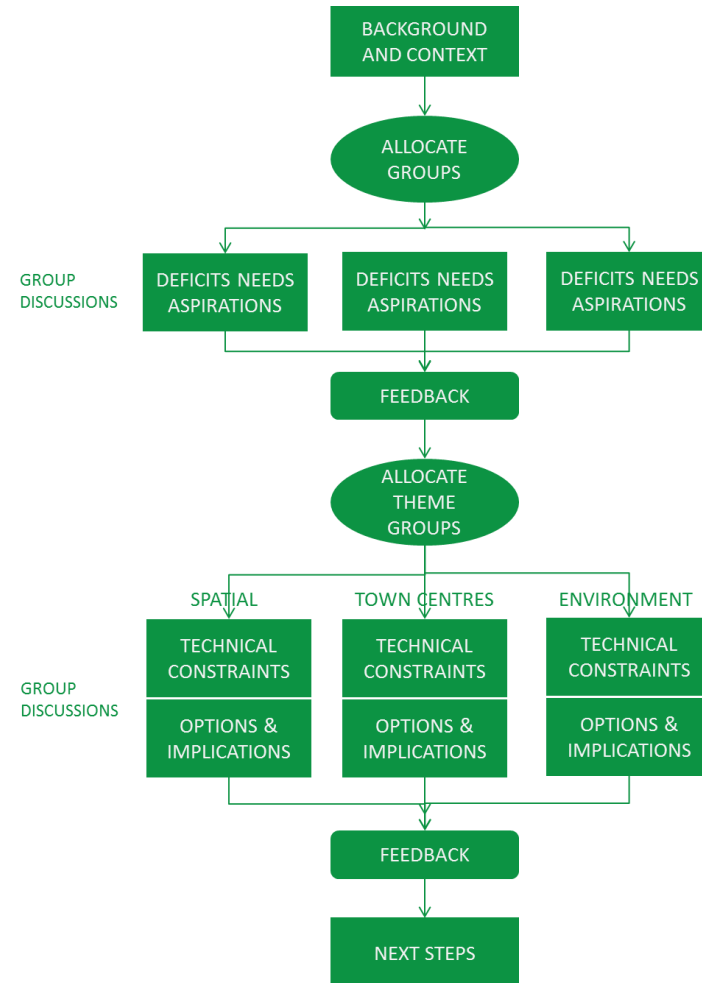 BACKGROUND
AND CONTEXT
ALLOCATE
GROUPS
GROUP
DISCUSSIONS
DEFICITS NEEDS
ASPIRATIONS
DEFICITS NEEDS
ASPIRATIONS
DEFICITS NEEDS
ASPIRATIONS
FEEDBACK
ALLOCATE
THEME
GROUPS
SPATIAL
TOWN CENTRES
ENVIRONMENT
GROUP
DISCUSSIONS
TECHNICAL
CONSTRAINTS
OPTIONS &
IMPLICATIONS
TECHNICAL
CONSTRAINTS
OPTIONS &
IMPLICATIONS
TECHNICAL
CONSTRAINTS
OPTIONS &
IMPLICATIONS
FEEDBACK
NEXT STEPS